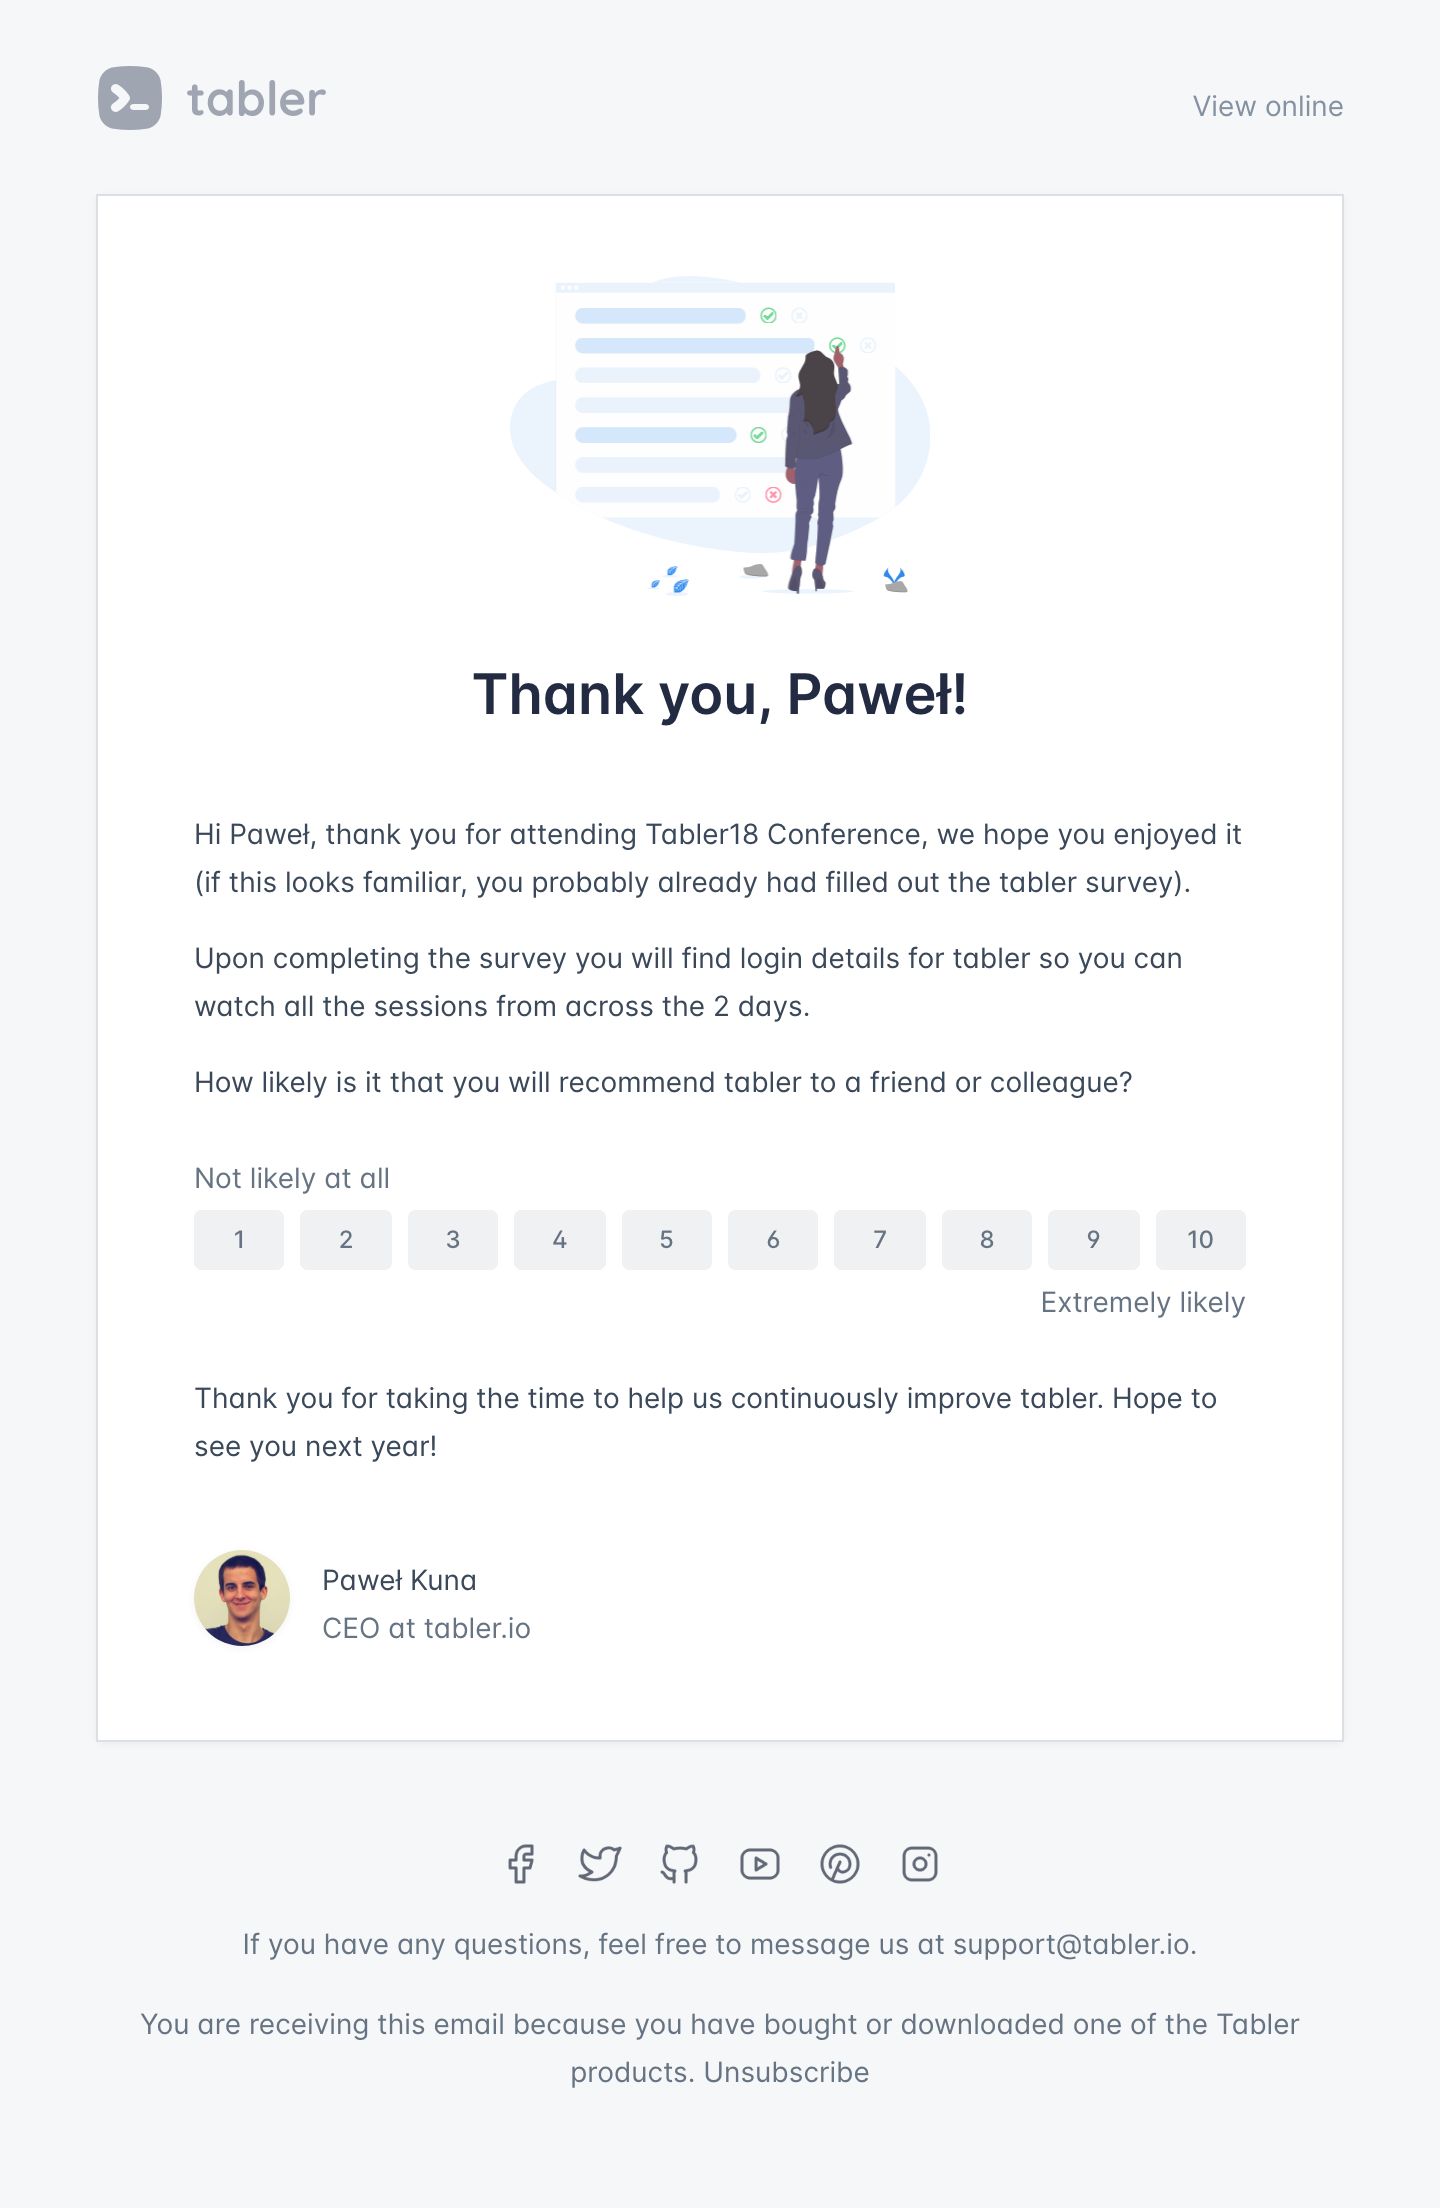 tabler
View online
Thank you, Paweł!
Hi Paweł, thank you for attending Tabler18 Conference, we hope you enjoyed it
(if this looks familiar, you probably already had filled out the tabler survey).
Upon completing the survey you will find login details for tabler so you can
watch all the sessions from across the 2 days.
How likely is it that you will recommend tabler to a friend or colleague?
Not likely at all
1 2 3 4 5 6 7 8 9 10
Extremely likely
Thank you for taking the time to help us continuously improve tabler. Hope to
see you next year!
Paweł Kuna
CEO at tabler.io
If you have any questions, feel free to message us at support@tabler.io.
You are receiving this email because you have bought or downloaded one of the Tabler
products. Unsubscribe